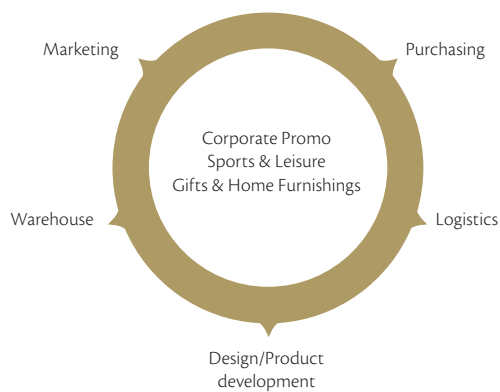 Marketing
Purchasing
Corporate Promo
Sports & Leisure
Gifts & Home Furnishings
Warehouse
Logistics
Design/Product
development